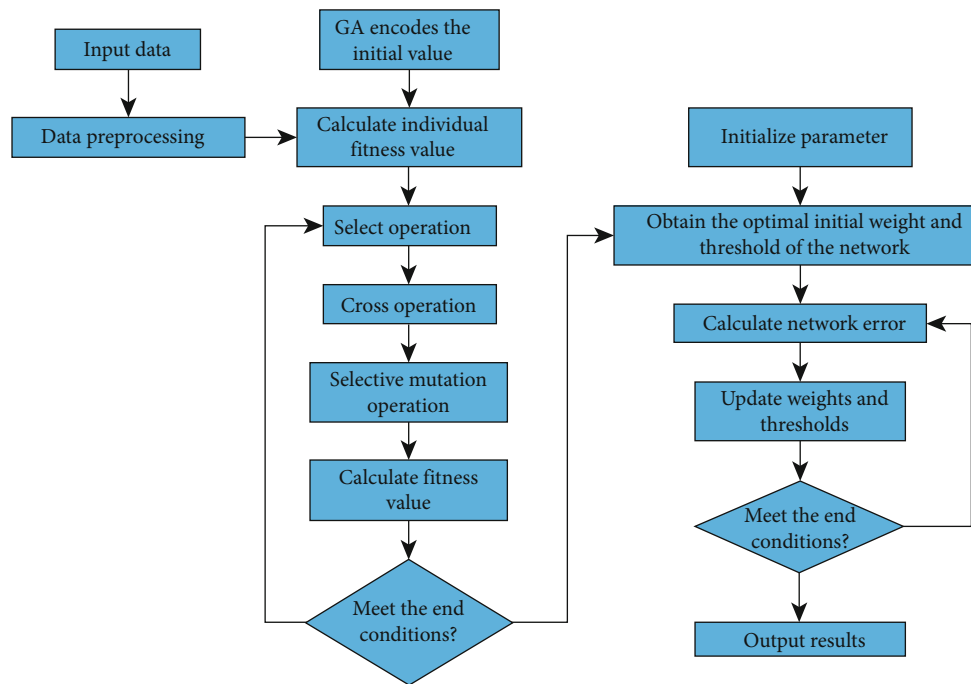 Input data
Data preprocessing
GA encodes the
initial value
Calculate individual
fitness value
Select operation
Cross operation
Selective mutation
operation
Calculate fitness
value
Meet the end
conditions?
Initialize parameter
Obtain the optimal initial weight and
threshold of the network
Calculate network error
Update weights and
thresholds
Meet the end
conditions?
Output results